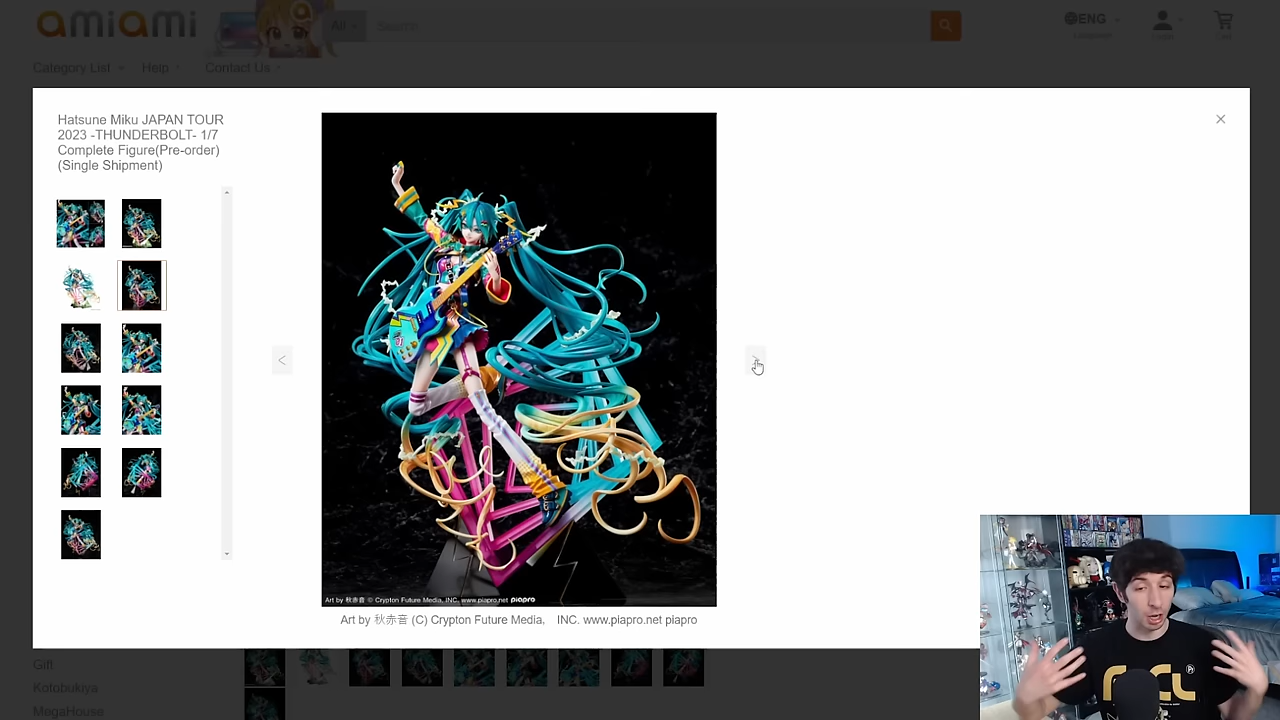 amiami
All
Search
ENG
Category List
Help
Contact Us
Hatsune Miku JAPAN TOUR
2023 -THUNDERBOLT- 1/7
Complete Figure(Pre-order)
(Single Shipment)
<
>
Art by 秋赤音 © Crypton Future Media, INC. www.piapro.net piapro
Art by 秋赤音 (C) Crypton Future Media, INC. www.piapro.net piapro
Gift
Kotobukiya
MegaHouse